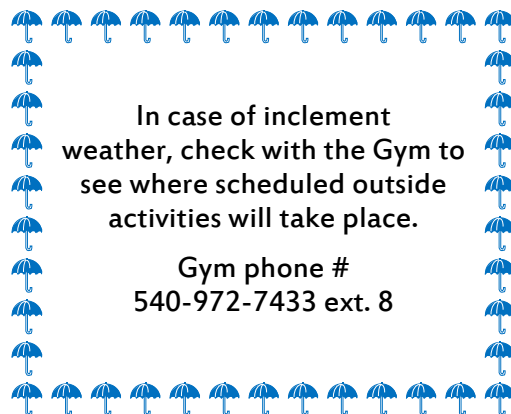 In case of inclement
weather, check with the Gym to
see where scheduled outside
activities will take place.
Gym phone #
540-972-7433 ext. 8